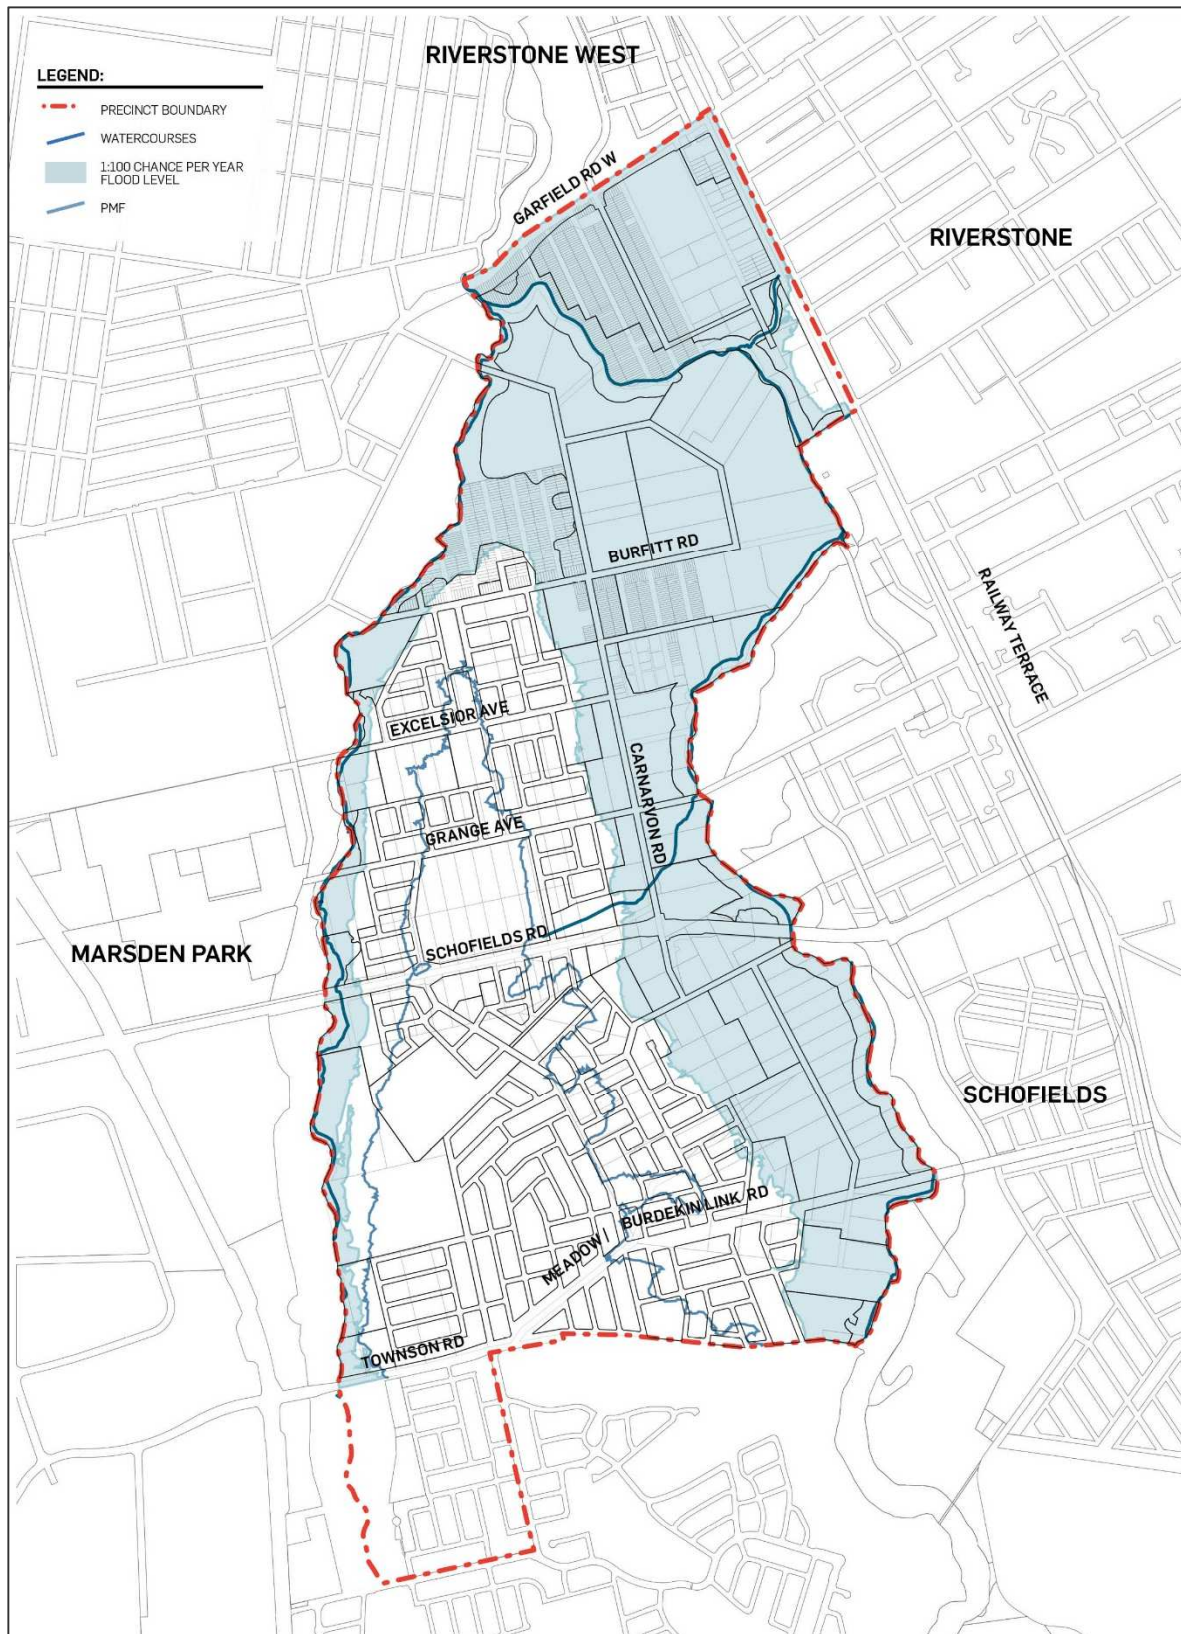 RIVERSTONE WEST
LEGEND:
PRECINCT BOUNDARY
WATERCOURSES
1:100 CHANCE PER YEAR
FLOOD LEVEL
PMF
GARFIELD RD W
RIVERSTONE
BURFITT RD
RAILWAY TERRACE
EXCELSIOR AVE
CARNARVON RD
GRANGE AVE
SCHOFIELDS RD
MARSDEN PARK
SCHOFIELDS
MEADOW |
BURDEKIN LINK RD
TOWNSON RD